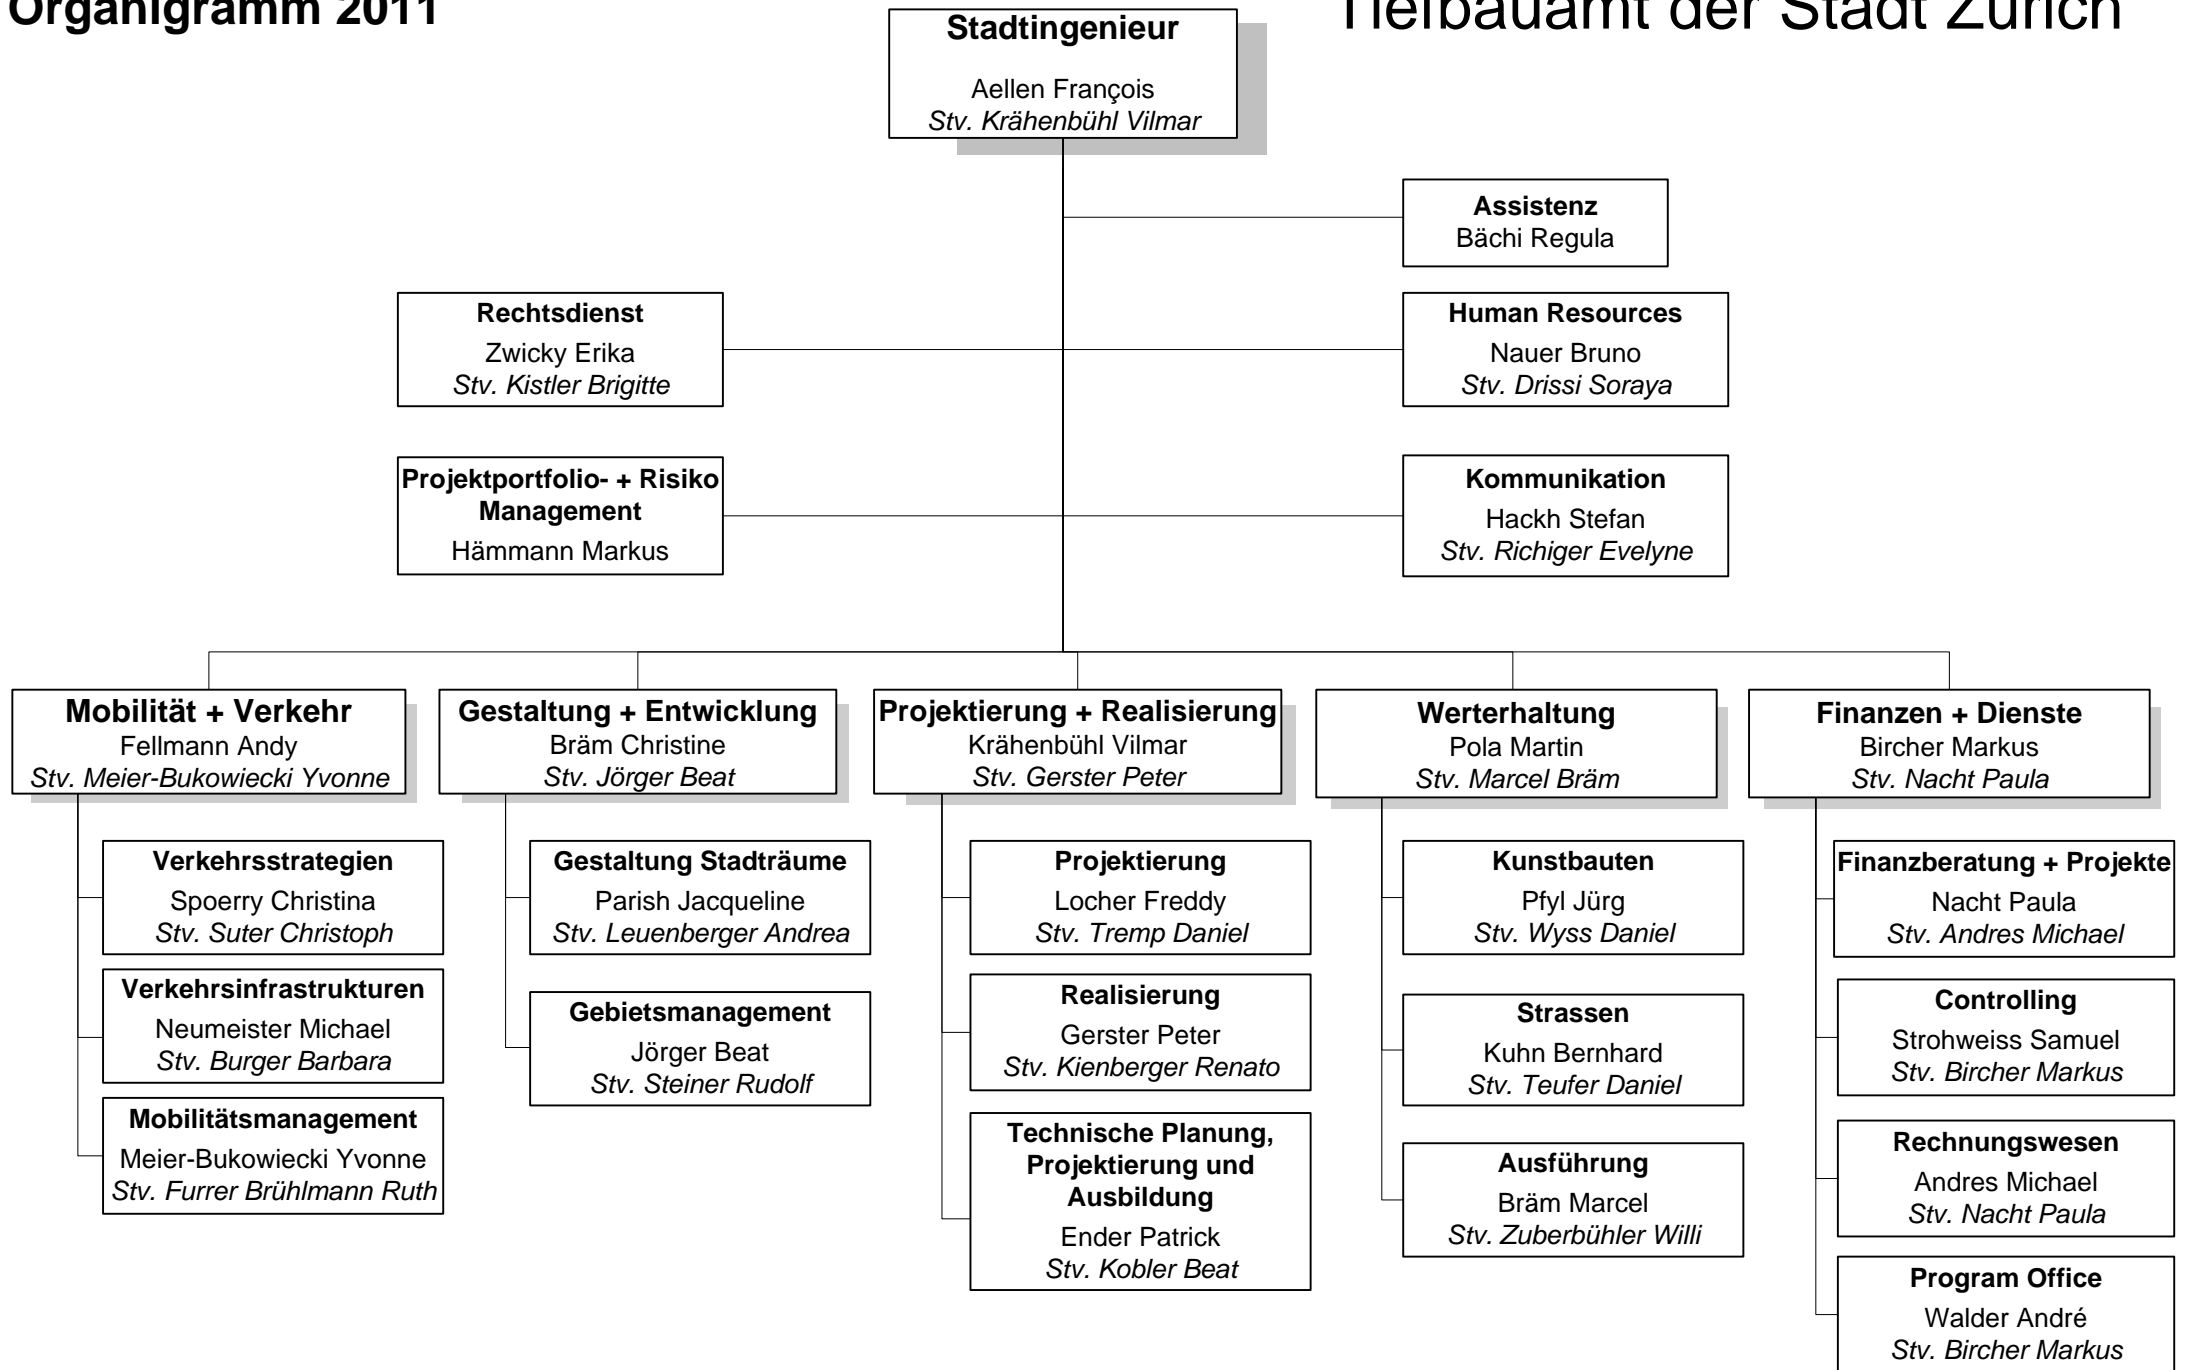 Organigramm 2011
Tiefbauamt der Stadt Zürich
Stadtingenieur
Aellen François
Stv. Krähenbühl Vilmar
Assistenz
Bächi Regula
Rechtsdienst
Zwicky Erika
Stv. Kistler Brigitte
Human Resources
Nauer Bruno
Stv. Drissi Soraya
Projektportfolio- + Risiko
Management
Hämmann Markus
Kommunikation
Hackh Stefan
Stv. Richiger Evelyne
Mobilität + Verkehr
Fellmann Andy
Stv. Meier-Bukowiecki Yvonne
Verkehrsstrategien
Spoerry Christina
Stv. Suter Christoph
Verkehrsinfrastrukturen
Neumeister Michael
Stv. Burger Barbara
Mobilitätsmanagement
Meier-Bukowiecki Yvonne
Stv. Furrer Brühlmann Ruth
Gestaltung + Entwicklung
Bräm Christine
Stv. Jörger Beat
Gestaltung Stadträume
Parish Jacqueline
Stv. Leuenberger Andrea
Gebietsmanagement
Jörger Beat
Stv. Steiner Rudolf
Projektierung + Realisierung
Krähenbühl Vilmar
Stv. Gerster Peter
Projektierung
Locher Freddy
Stv. Tremp Daniel
Realisierung
Gerster Peter
Stv. Kienberger Renato
Technische Planung,
Projektierung und
Ausbildung
Ender Patrick
Stv. Kobler Beat
Werterhaltung
Pola Martin
Stv. Marcel Bräm
Kunstbauten
Pfyl Jürg
Stv. Wyss Daniel
Strassen
Kuhn Bernhard
Stv. Teufer Daniel
Ausführung
Bräm Marcel
Stv. Zuberbühler Willi
Finanzen + Dienste
Bircher Markus
Stv. Nacht Paula
Finanzberatung + Projekte
Nacht Paula
Stv. Andres Michael
Controlling
Strohweiss Samuel
Stv. Bircher Markus
Rechnungswesen
Andres Michael
Stv. Nacht Paula
Program Office
Walder André
Stv. Bircher Markus